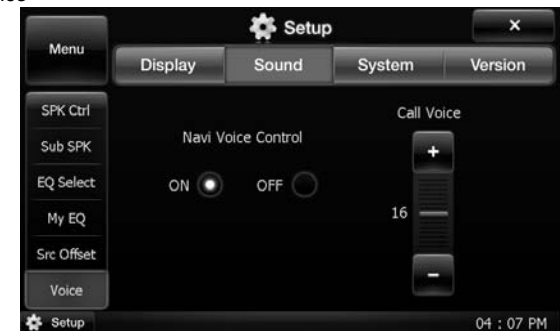 Menu
Setup
×
Display
Sound
System
Version
SPK Ctrl
Sub SPK
EQ Select
My EQ
Src Offset
Voice
Navi Voice Control
ON
OFF
Call Voice
+
16
-
Setup
04 : 07 PM